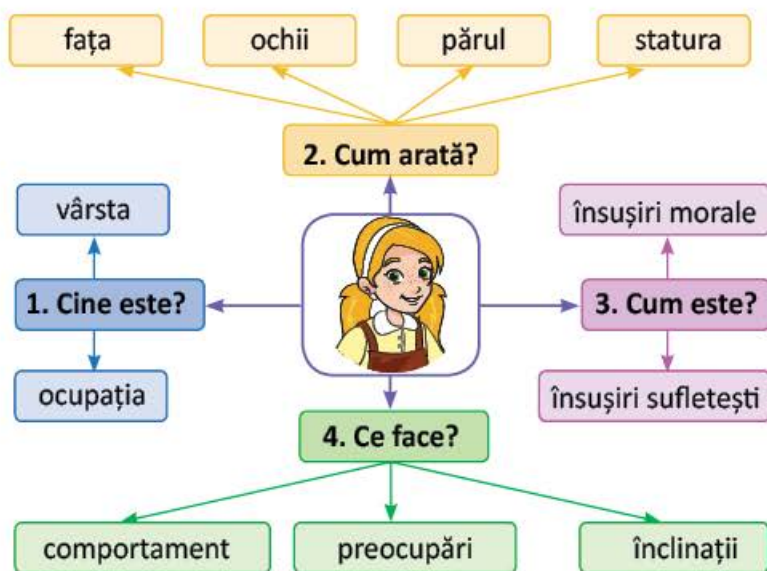 fața
ochii
părul
statura
2. Cum arată?
vârsta
însușiri morale
1. Cine este?
3. Cum este?
ocupația
însușiri sufletești
4. Ce face?
comportament
preocupări
înclinații